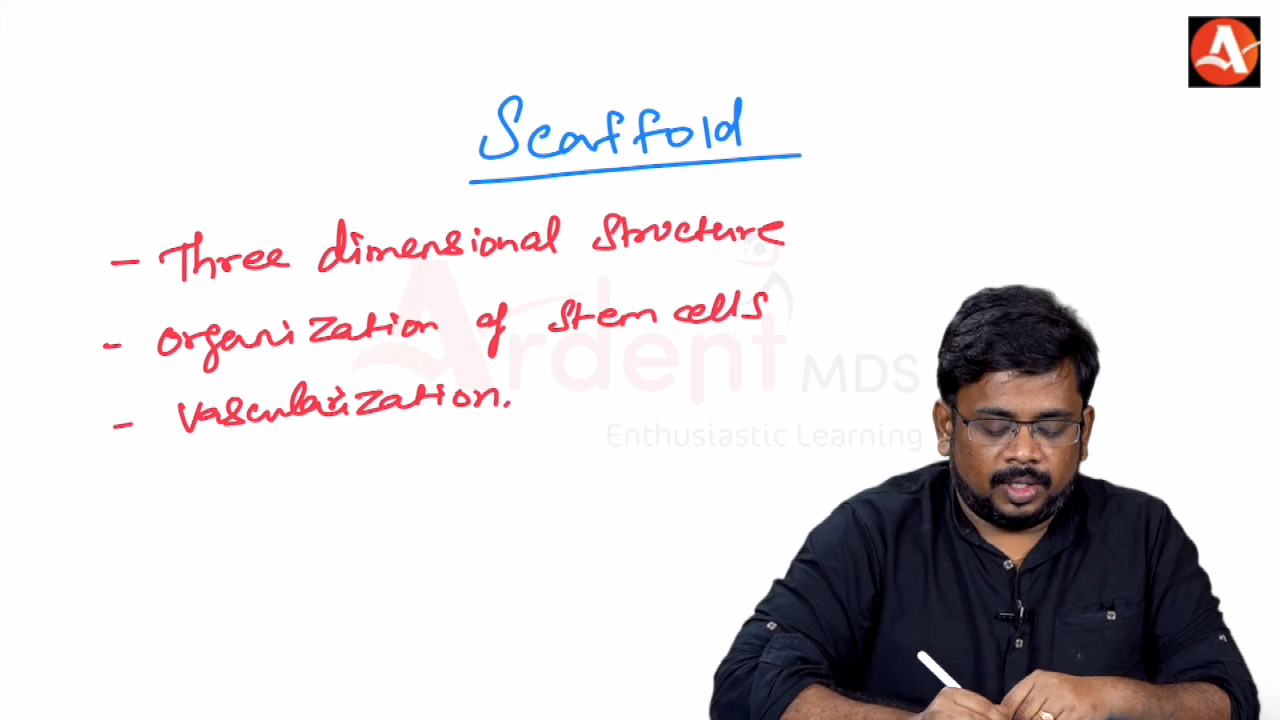 Scaffold
- Three dimensional structure
- Organization of stem cells
- Vascularization.
Ardent MDS
Enthusiastic Learning